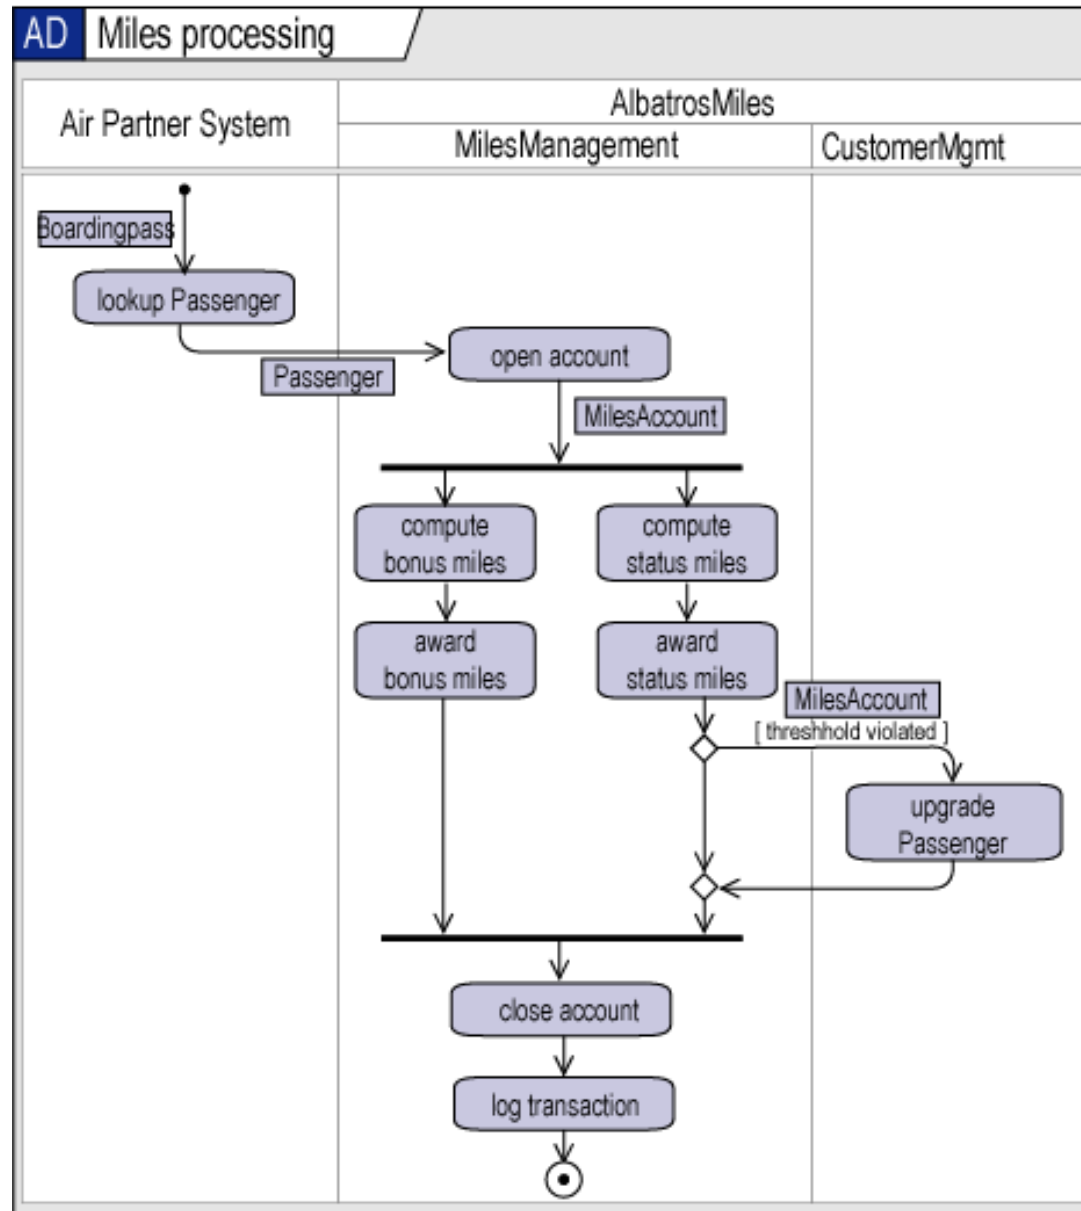 AD Miles processing
Air Partner System
AlbatrosMiles
MilesManagement
CustomerMgmt
Boardingpass
lookup Passenger
Passenger
open account
MilesAccount
compute
bonus miles
compute
status miles
award
bonus miles
award
status miles
MilesAccount
[ threshhold violated ]
upgrade
Passenger
close account
log transaction